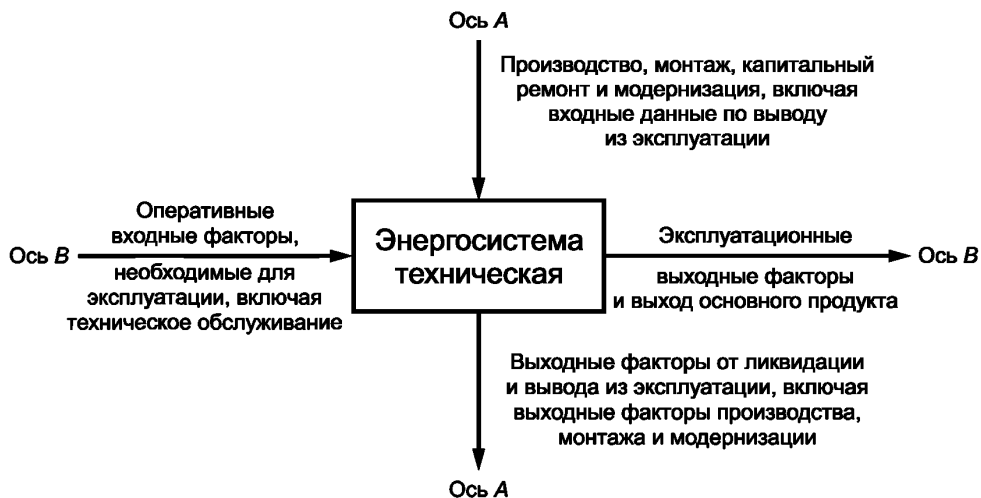 Ось A
Производство, монтаж, капитальный
ремонт и модернизация, включая
входные данные по выводу
из эксплуатации
Оперативные
входные факторы,
Ось B
необходимые для
эксплуатации, включая
техническое обслуживание
Энергосистема
техническая
Эксплуатационные
Ось B
выходные факторы
и выход основного продукта
Выходные факторы от ликвидации
и вывода из эксплуатации, включая
выходные факторы производства,
монтажа и модернизации
Ось A